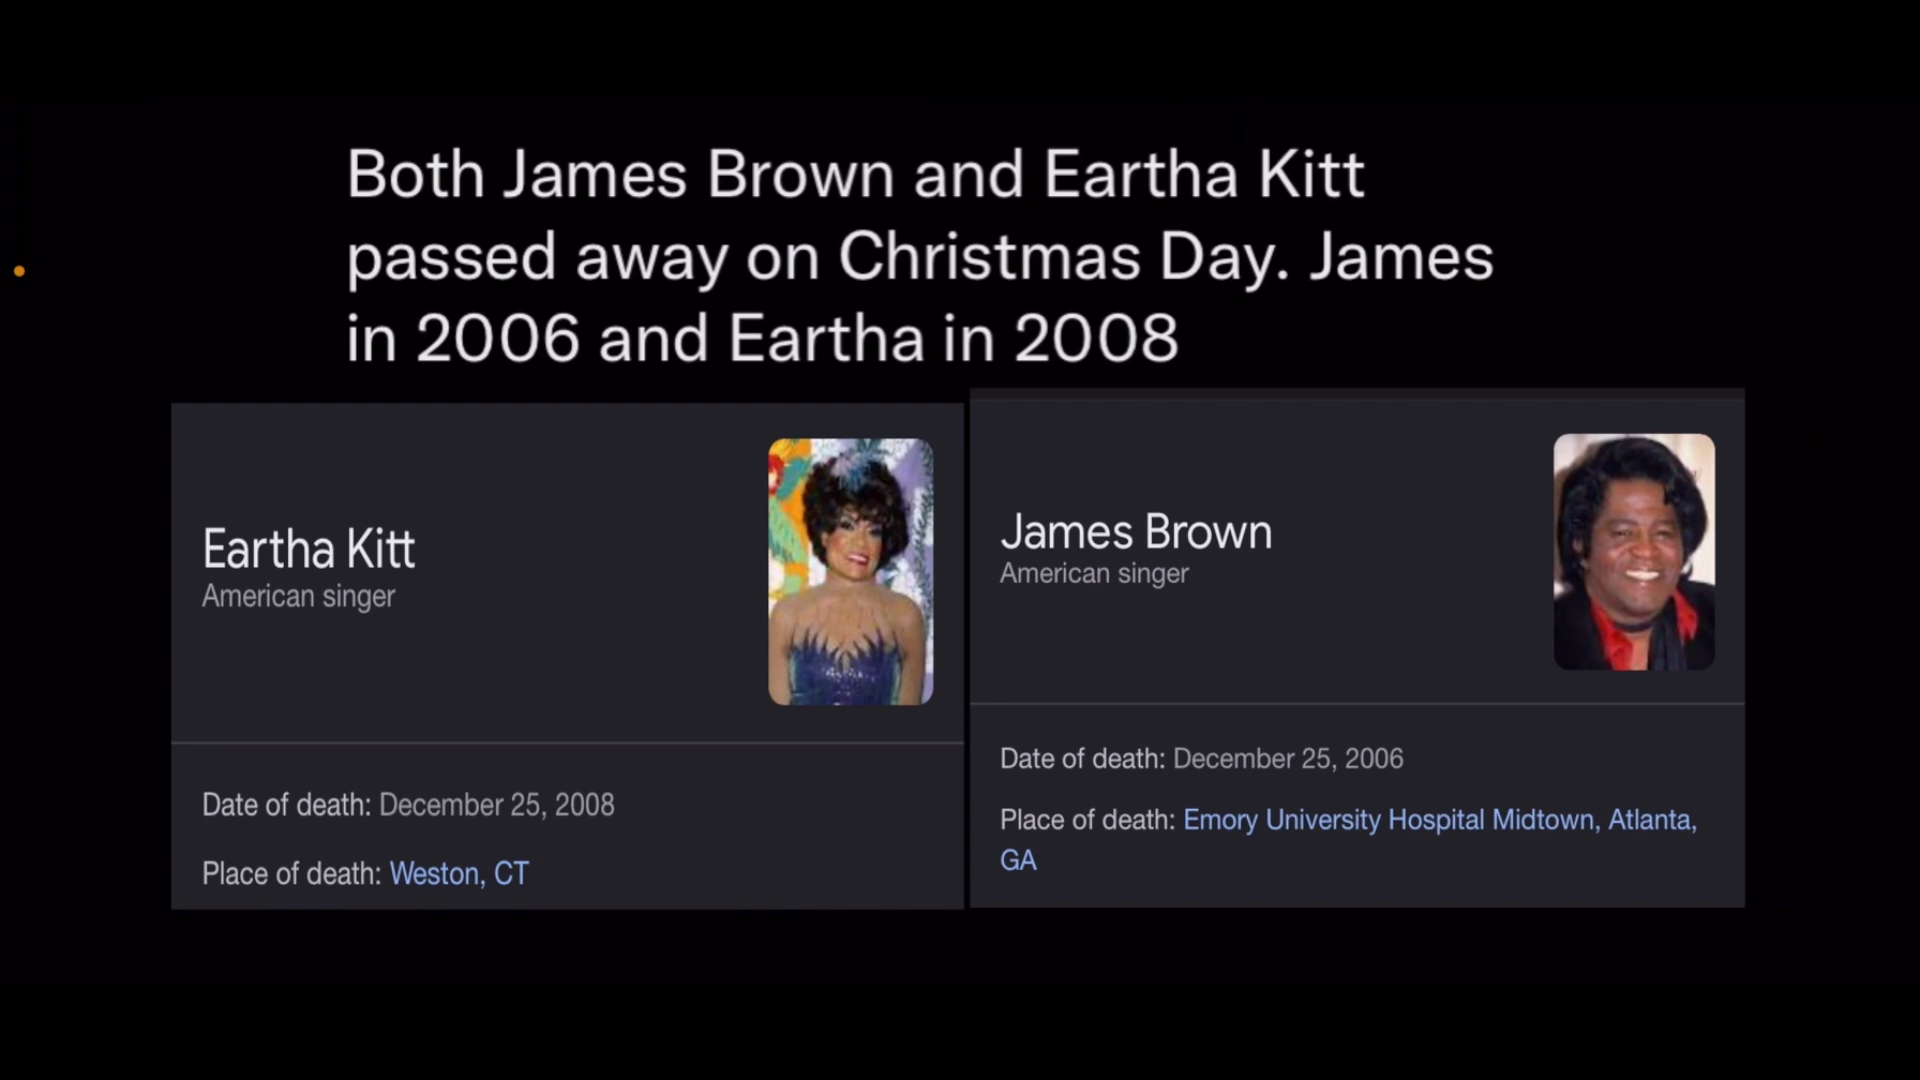 Both James Brown and Eartha Kitt
passed away on Christmas Day. James
in 2006 and Eartha in 2008
Eartha Kitt
American singer
Date of death: December 25, 2008
Place of death: Weston, CT
James Brown
American singer
Date of death: December 25, 2006
Place of death: Emory University Hospital Midtown, Atlanta,
GA